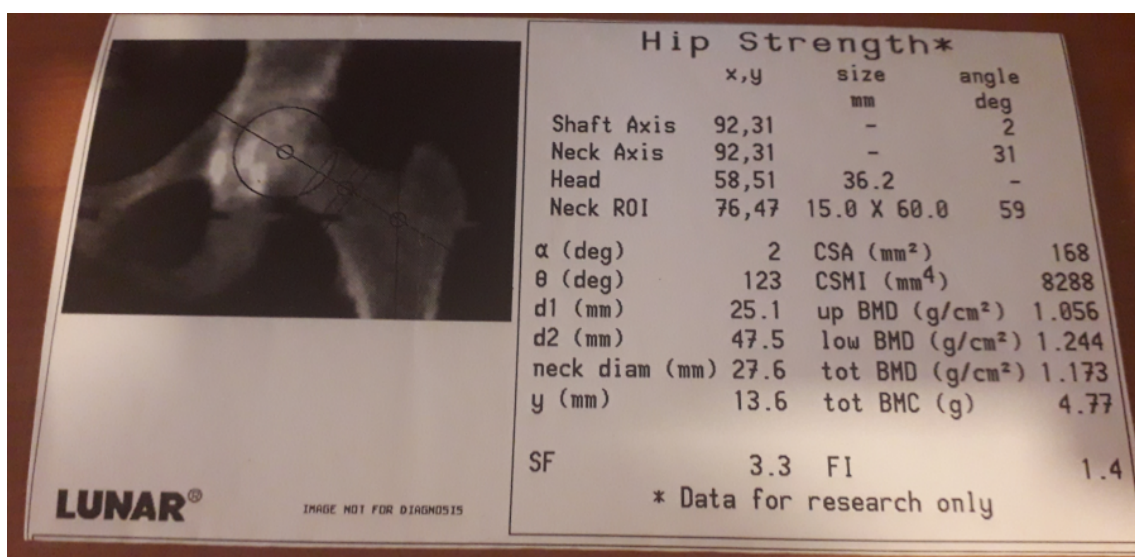 Hip Strength*
x,y size angle
mm deg
Shaft Axis 92,31 - 2
Neck Axis 92,31 - 31
Head 58,51 36.2 -
Neck ROI 76,47 15.0 X 60.0 59
α (deg) 2 CSA (mm²) 168
θ (deg) 123 CSMI (mm⁴) 8288
d1 (mm) 25.1 up BMD (g/cm²) 1.056
d2 (mm) 47.5 low BMD (g/cm²) 1.244
neck diam (mm) 27.6 tot BMD (g/cm²) 1.173
y (mm) 13.6 tot BMC (g) 4.77
SF 3.3 FI 1.4
* Data for research only
LUNAR®
IMAGE NOT FOR DIAGNOSIS